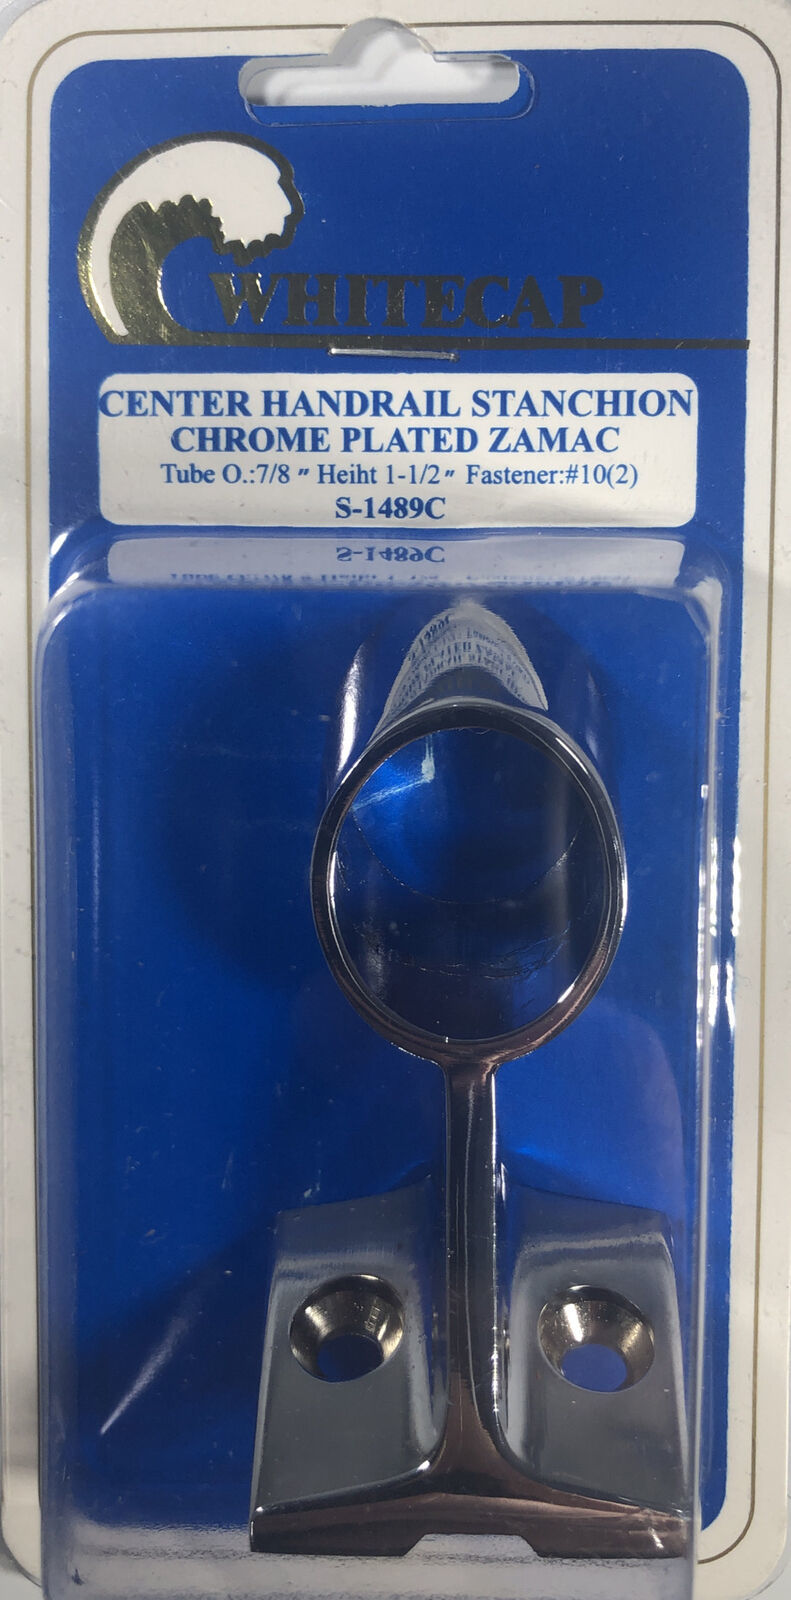 WHITECAP
CENTER HANDRAIL STANCHION
CHROME PLATED ZAMAC
Tube O.:7/8 " Heiht 1-1/2" Fastener:#10(2)
S-1489C